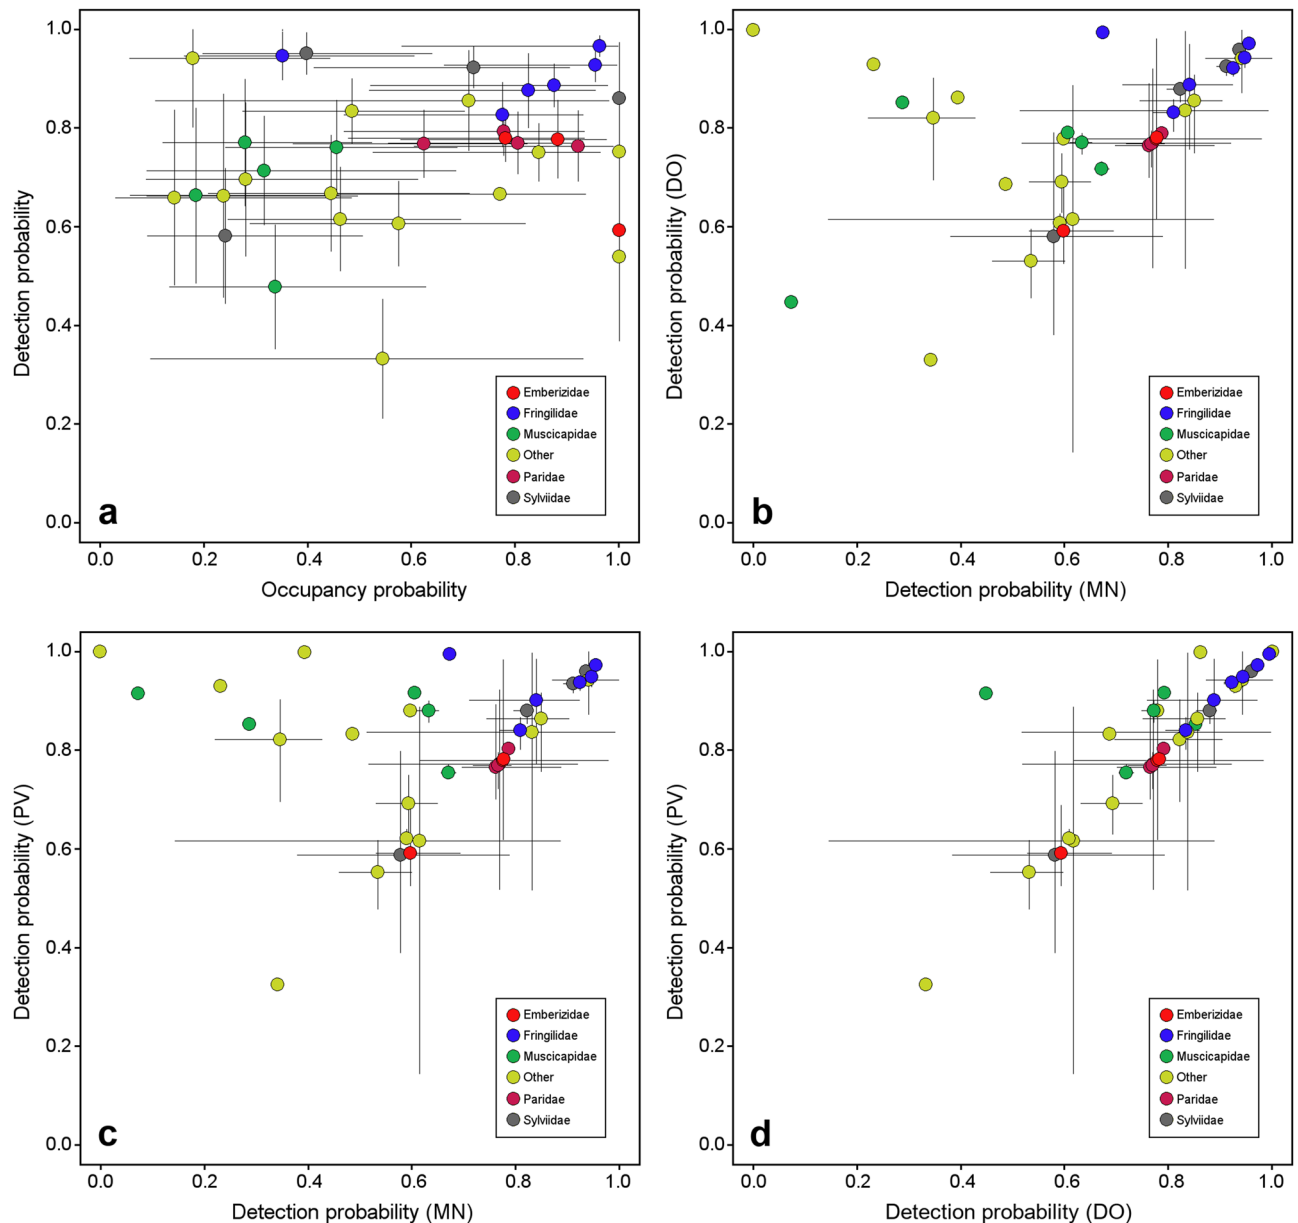 1.0
0.8
0.6
0.4
0.2
0.0
Detection probability
a
Emberizidae
Fringilidae
Muscicapidae
Other
Paridae
Sylviidae
0.0 0.2 0.4 0.6 0.8 1.0
Occupancy probability
1.0
0.8
0.6
0.4
0.2
0.0
Detection probability (DO)
b
Emberizidae
Fringilidae
Muscicapidae
Other
Paridae
Sylviidae
0.0 0.2 0.4 0.6 0.8 1.0
Detection probability (MN)
1.0
0.8
0.6
0.4
0.2
0.0
Detection probability (PV)
c
Emberizidae
Fringilidae
Muscicapidae
Other
Paridae
Sylviidae
0.0 0.2 0.4 0.6 0.8 1.0
Detection probability (MN)
1.0
0.8
0.6
0.4
0.2
0.0
Detection probability (PV)
d
Emberizidae
Fringilidae
Muscicapidae
Other
Paridae
Sylviidae
0.0 0.2 0.4 0.6 0.8 1.0
Detection probability (DO)